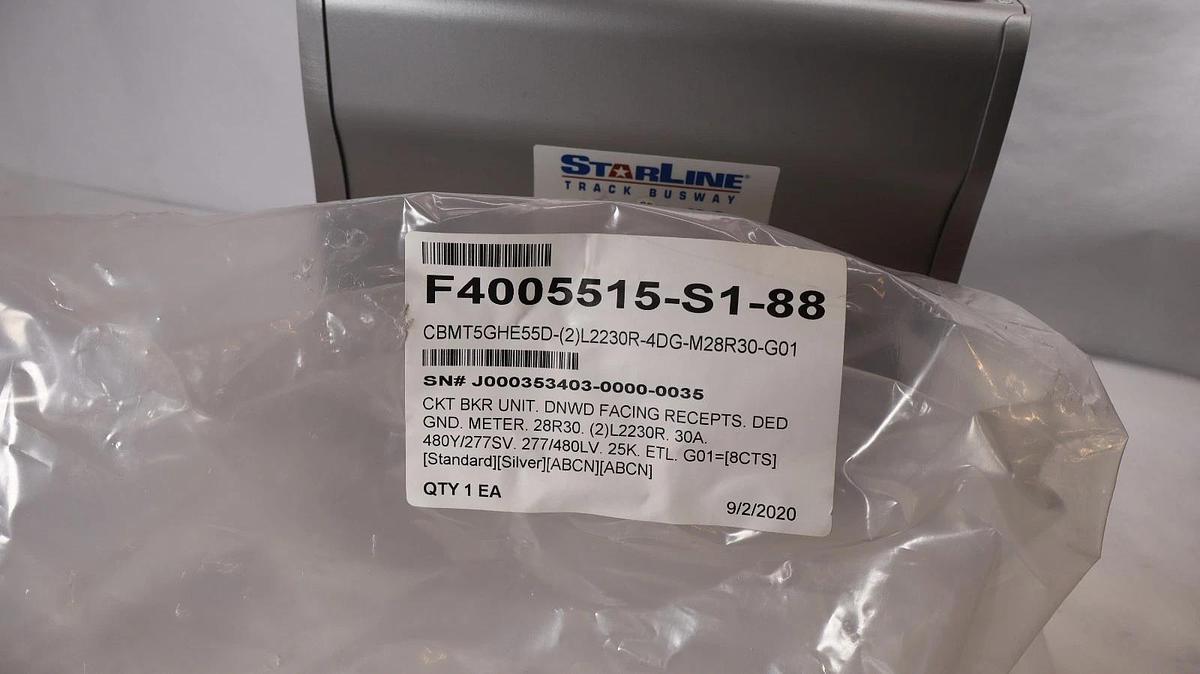 STARLINE®
TRACK BUSWAY
F4005515-S1-88
CBMT5GHE55D-(2)L2230R-4DG-M28R30-G01
SN# J000353403-0000-0035
CKT BKR UNIT. DNWD FACING RECEPTS. DED
GND. METER. 28R30. (2)L2230R. 30A.
480Y/277SV. 277/480LV. 25K. ETL. G01=[8CTS]
[Standard][Silver][ABCN][ABCN]
QTY 1 EA
9/2/2020